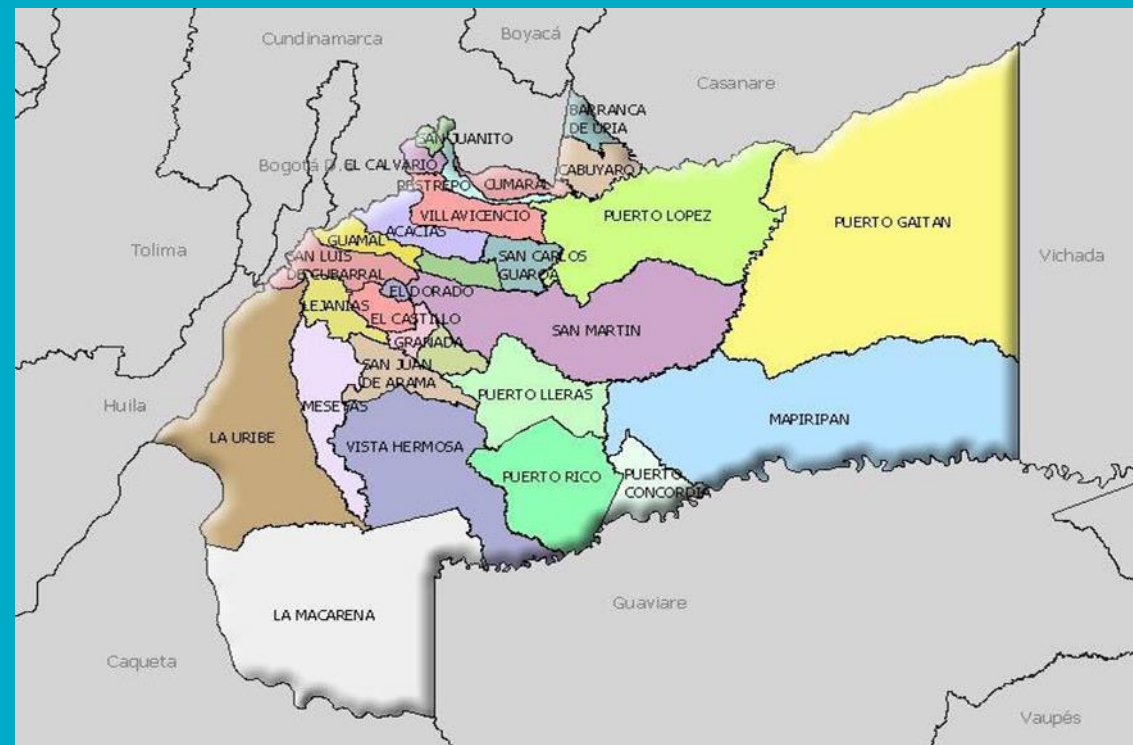 Cundinamarca
Boyacá
Casanare
BARRANCA
DE UPIA
SAN JUANITO
Bogotá D.C
EL CALVARIO
CABUYARO
RESTREPO
CUMARAL
VILLAVICENCIO
PUERTO LOPEZ
PUERTO GAITAN
ACACIAS
GUAMAL
Tolima
Vichada
SAN LUIS
DE CUBARRAL
SAN CARLOS
GUAROA
EL DORADO
LEJANIAS
EL CASTILLO
SAN MARTIN
GRANADA
SAN JUAN
DE ARAMA
PUERTO LLERAS
Huila
MESETAS
MAPIRIPAN
LA URIBE
VISTA HERMOSA
PUERTO RICO
PUERTO
CONCORDIA
Guaviare
LA MACARENA
Caqueta
Vaupés